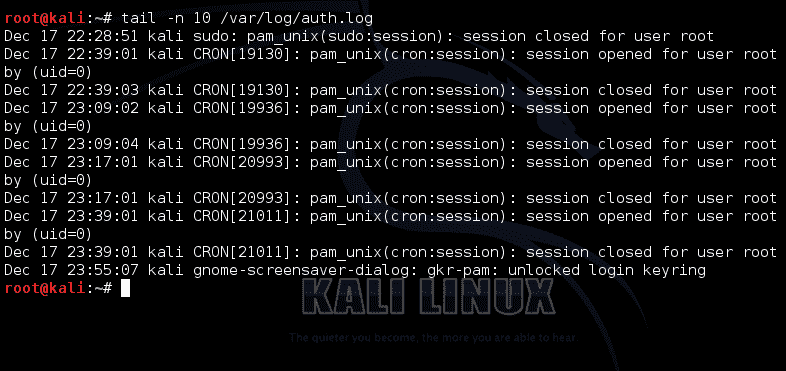 root@kali:~# tail -n 10 /var/log/auth.log
Dec 17 22:28:51 kali sudo: pam_unix(sudo:session): session closed for user root
Dec 17 22:39:01 kali CRON[19130]: pam_unix(cron:session): session opened for user root
by (uid=0)
Dec 17 22:39:03 kali CRON[19130]: pam_unix(cron:session): session closed for user root
Dec 17 23:09:02 kali CRON[19936]: pam_unix(cron:session): session opened for user root
by (uid=0)
Dec 17 23:09:04 kali CRON[19936]: pam_unix(cron:session): session closed for user root
Dec 17 23:17:01 kali CRON[20993]: pam_unix(cron:session): session opened for user root
by (uid=0)
Dec 17 23:17:01 kali CRON[20993]: pam_unix(cron:session): session closed for user root
Dec 17 23:39:01 kali CRON[21011]: pam_unix(cron:session): session opened for user root
by (uid=0)
Dec 17 23:39:01 kali CRON[21011]: pam_unix(cron:session): session closed for user root
Dec 17 23:55:07 kali gnome-screensaver-dialog: gkr-pam: unlocked login keyring
root@kali:~#
KALI LINUX
The quieter you become, the more you are able to hear